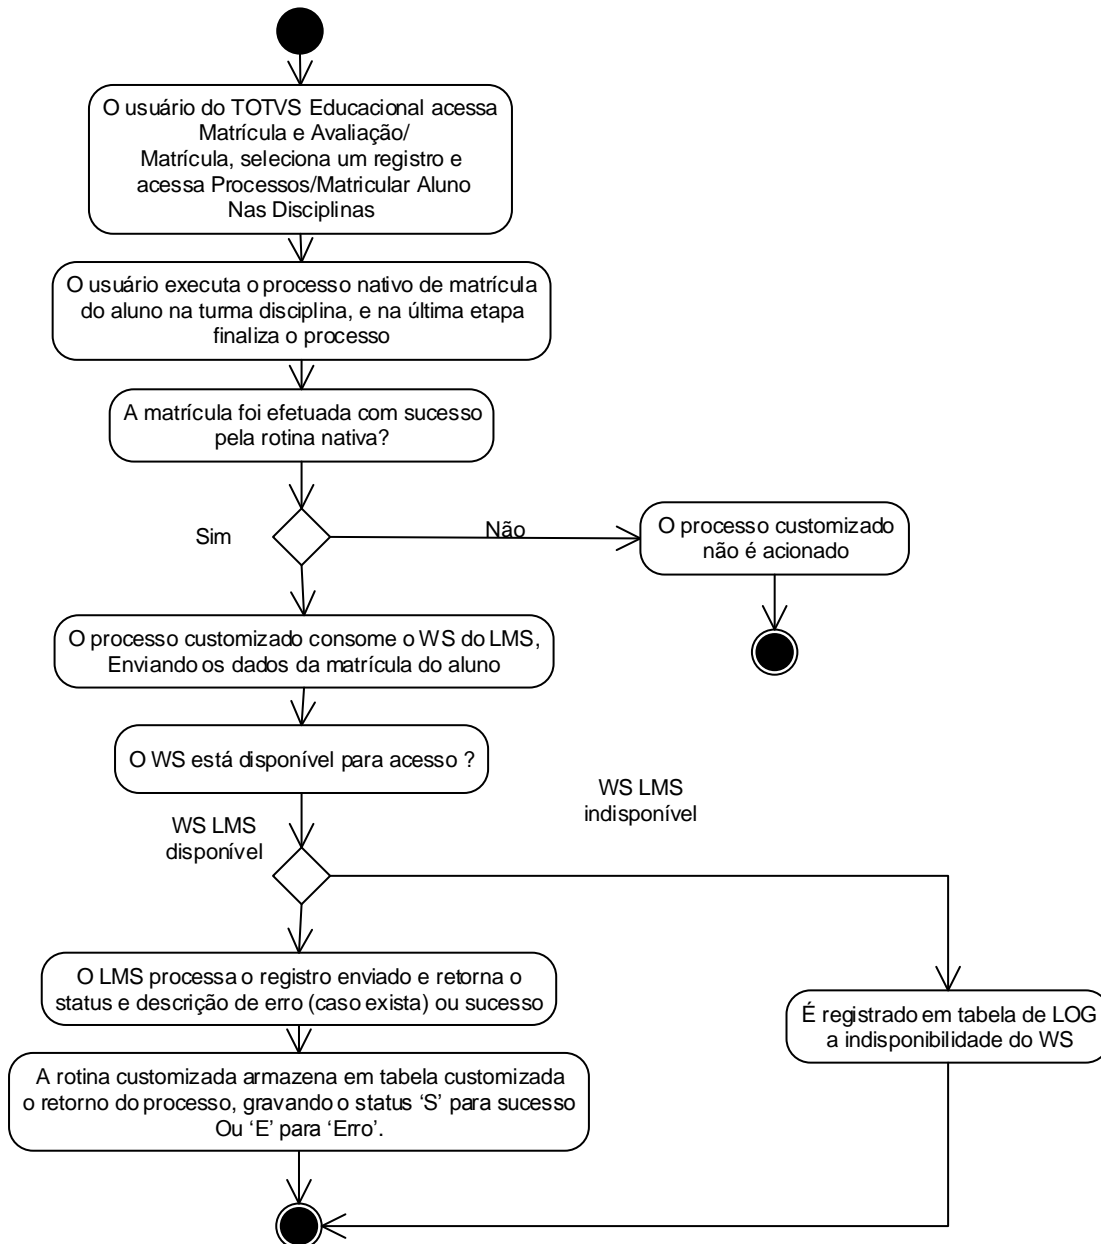 O usuário do TOTVS Educacional acessa
Matrícula e Avaliação/
Matrícula, seleciona um registro e
acessa Processos/Matricular Aluno
Nas Disciplinas
O usuário executa o processo nativo de matrícula
do aluno na turma disciplina, e na última etapa
finaliza o processo
A matrícula foi efetuada com sucesso
pela rotina nativa?
Sim
Não
O processo customizado
não é acionado
O processo customizado consome o WS do LMS,
Enviando os dados da matrícula do aluno
O WS está disponível para acesso ?
WS LMS
indisponível
WS LMS
disponível
O LMS processa o registro enviado e retorna o
status e descrição de erro (caso exista) ou sucesso
É registrado em tabela de LOG
a indisponibilidade do WS
A rotina customizada armazena em tabela customizada
o retorno do processo, gravando o status ‘S’ para sucesso
Ou ‘E’ para ‘Erro’.